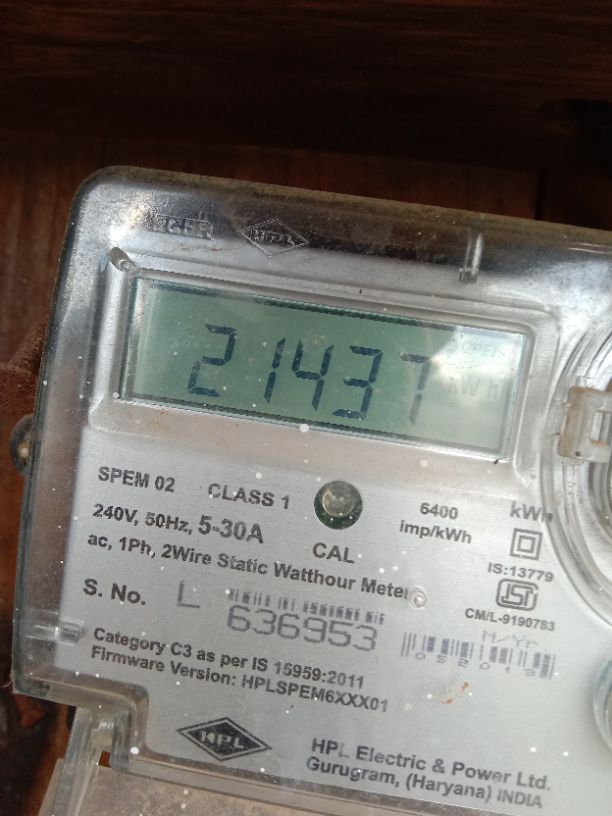 HPL
21437
kWh
SPEM 02 CLASS 1
6400 imp/kWh
kWh
240V, 50Hz, 5-30A
CAL
ac, 1Ph, 2Wire Static Watthour Meter
IS:13779
S. No. L 636953
CM/L-9190783
M/Yr.
052019
Category C3 as per IS 15959:2011
Firmware Version: HPLSPEM6XXX01
HPL
HPL Electric & Power Ltd.
Gurugram, (Haryana) INDIA